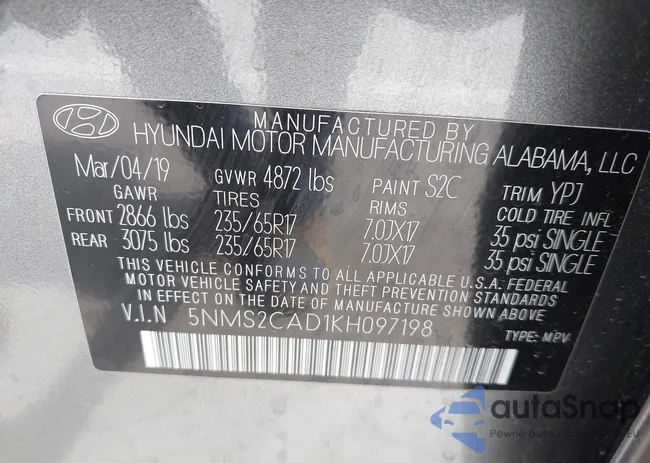 MANUFACTURED BY
HYUNDAI MOTOR MANUFACTURING ALABAMA, LLC
Mar/04/19 GVWR 4872 lbs PAINT S2C TRIM YPJ
GAWR TIRES RIMS COLD TIRE INFL
FRONT 2866 lbs 235/65R17 7.0JX17 35 psi SINGLE
REAR 3075 lbs 235/65R17 7.0JX17 35 psi SINGLE
THIS VEHICLE CONFORMS TO ALL APPLICABLE U.S.A. FEDERAL
MOTOR VEHICLE SAFETY AND THEFT PREVENTION STANDARDS
IN EFFECT ON THE DATE OF MANUFACTURE SHOWN ABOVE
V.I.N 5NMS2CAD1KH097198 TYPE: MPV
autaSnap